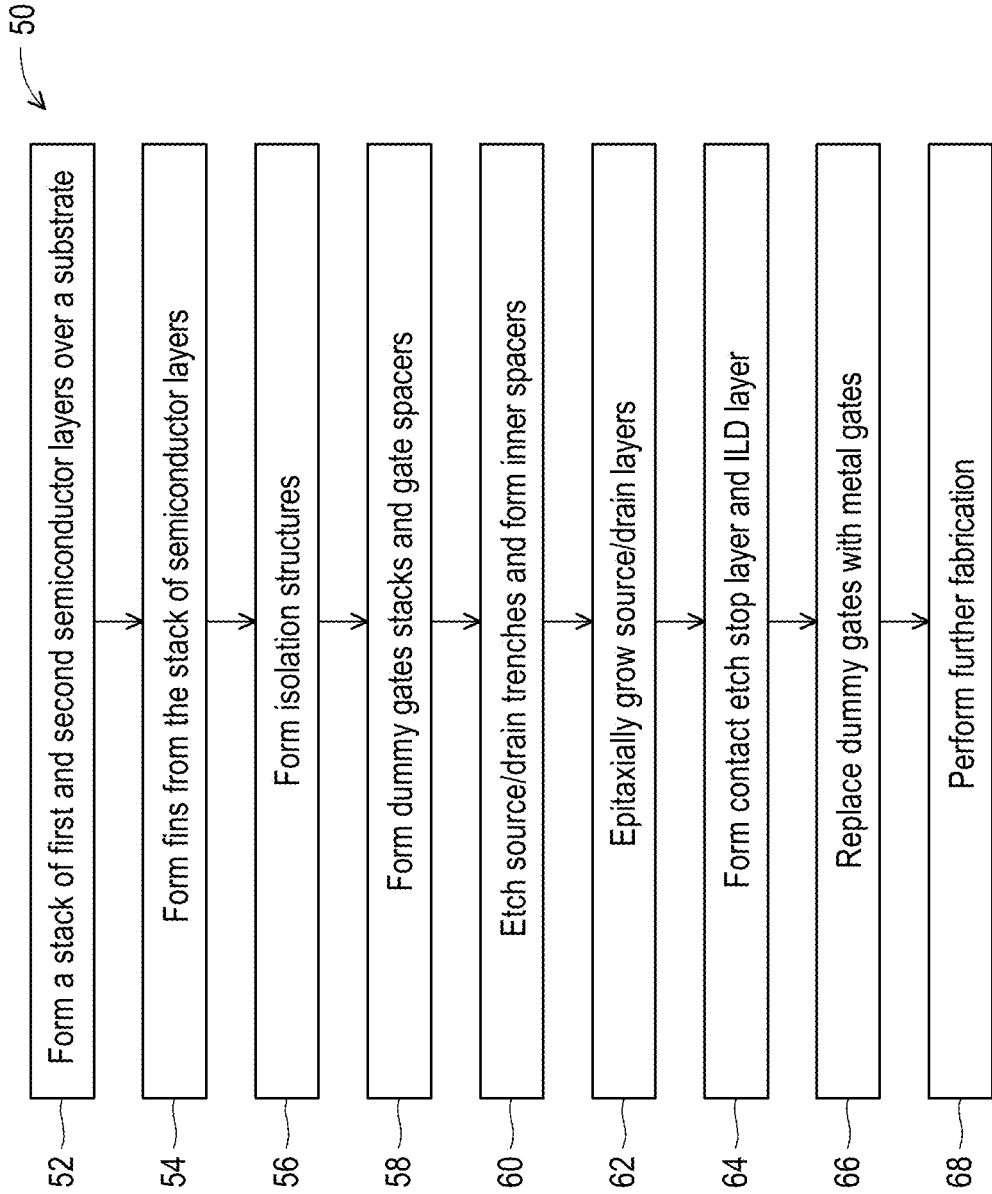 50
52
Form a stack of first and second semiconductor layers over a substrate
54
Form fins from the stack of semiconductor layers
56
Form isolation structures
58
Form dummy gates stacks and gate spacers
60
Etch source/drain trenches and form inner spacers
62
Epitaxially grow source/drain layers
64
Form contact etch stop layer and ILD layer
66
Replace dummy gates with metal gates
68
Perform further fabrication